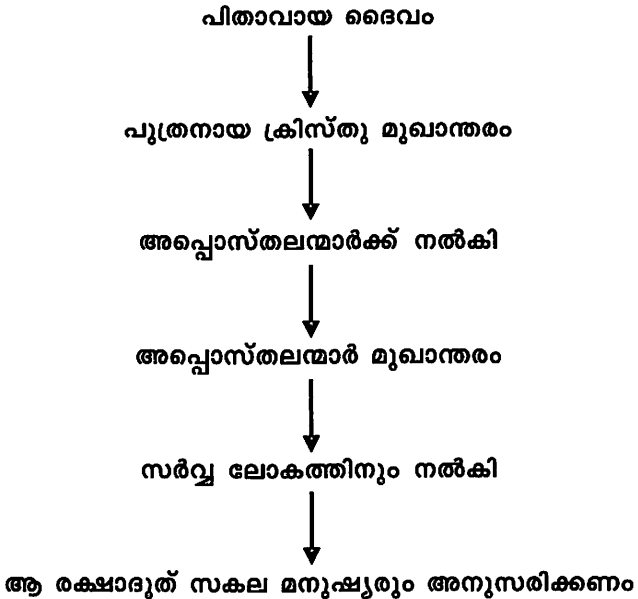 പിതാവായ ദൈവം
പുത്രനായ ക്രിസ്തു മുഖാന്തരം
അപ്പൊസ്തലന്മാർക്ക് നൽകി
അപ്പൊസ്തലന്മാർ മുഖാന്തരം
സർവ്വ ലോകത്തിനും നൽകി
ആ രക്ഷാദൂത് സകല മനുഷ്യരും അനുസരിക്കണം